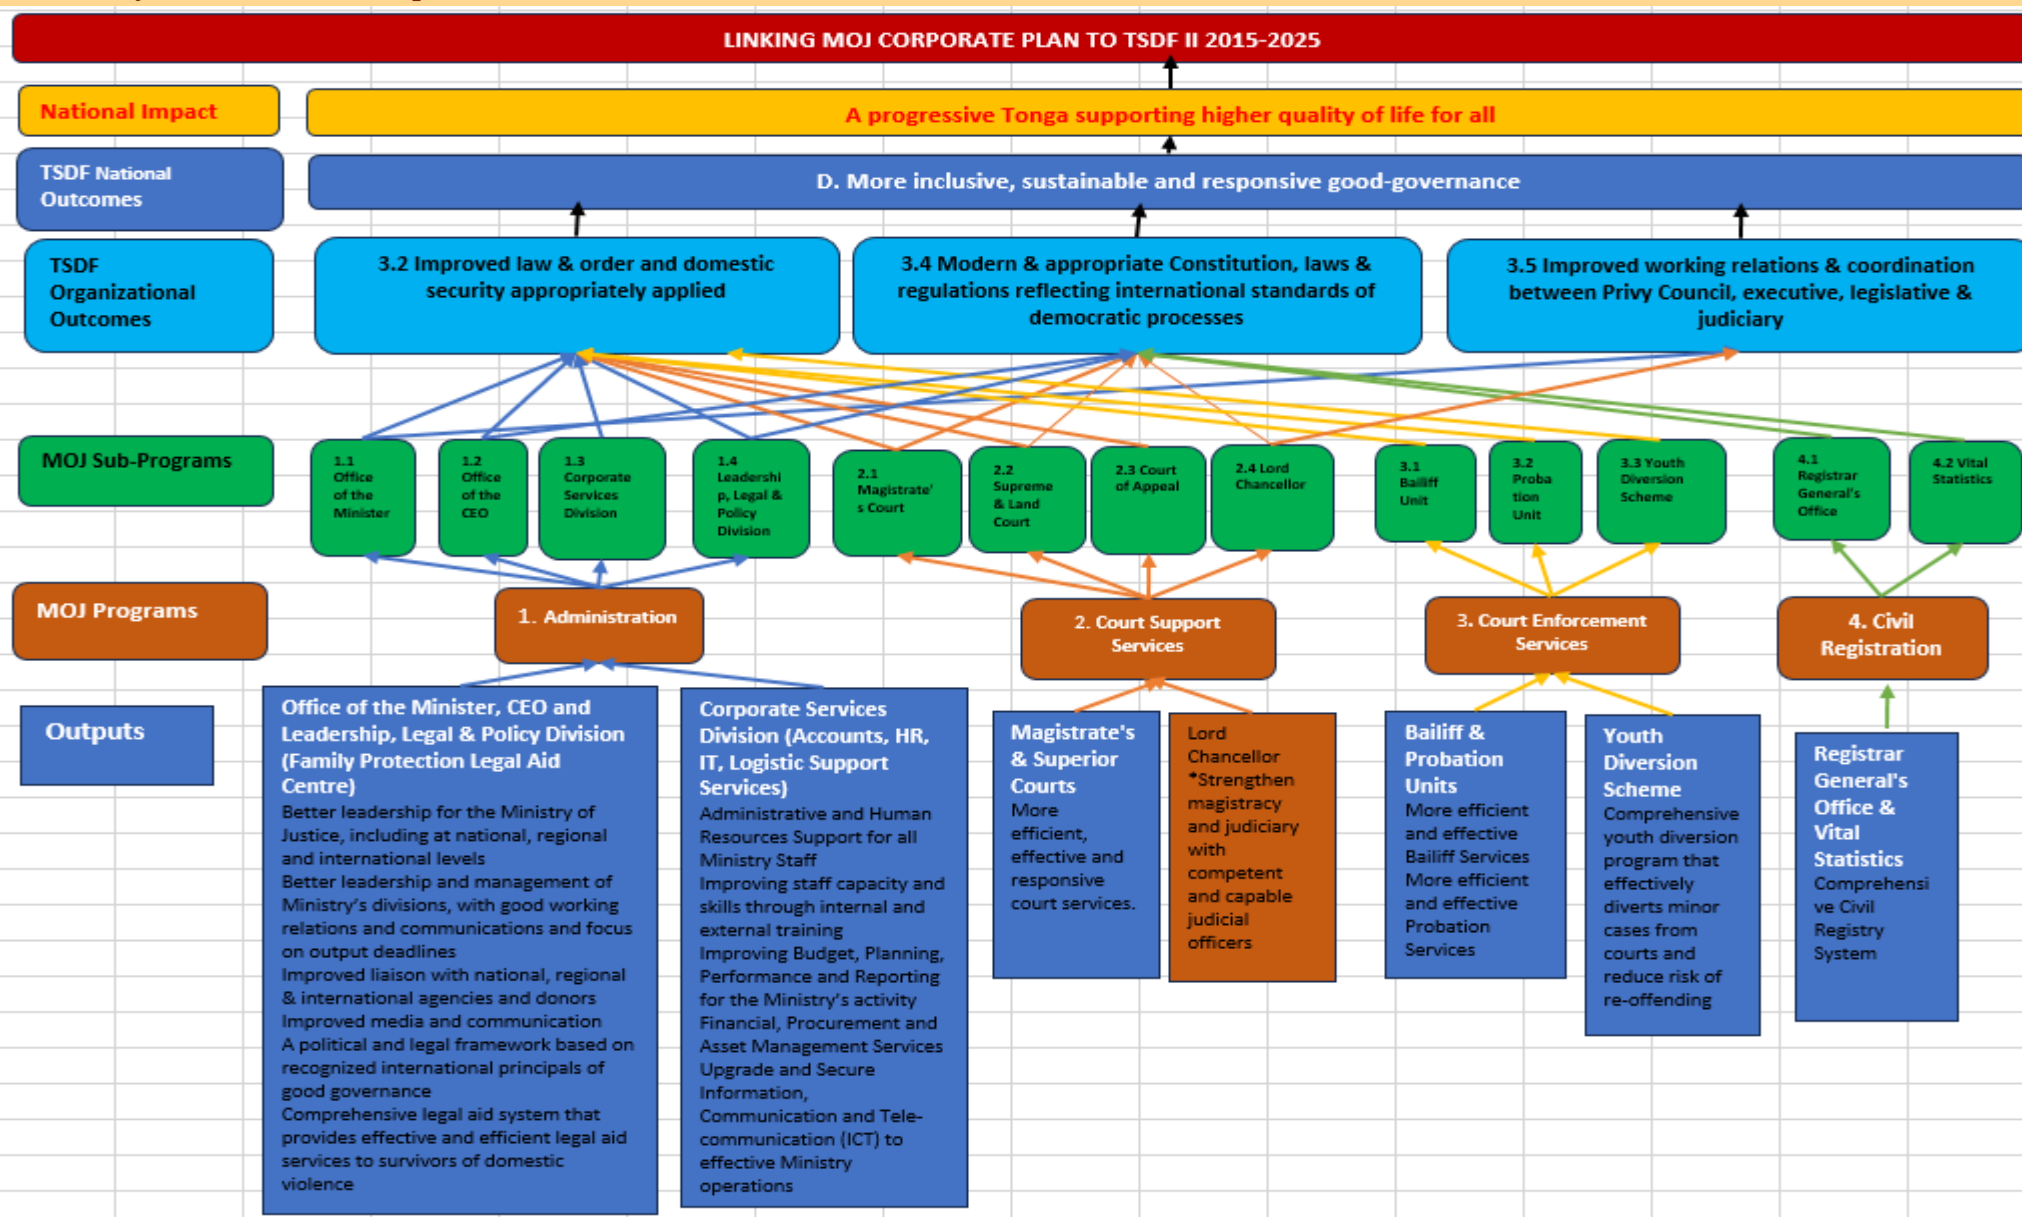 LINKING MOJ CORPORATE PLAN TO TSDF II 2015-2025
National Impact
A progressive Tonga supporting higher quality of life for all
TSDF National
Outcomes
D. More inclusive, sustainable and responsive good-governance
TSDF
Organizational
Outcomes
3.2 Improved law & order and domestic
security appropriately applied
3.4 Modern & appropriate Constitution, laws &
regulations reflecting international standards of
democratic processes
3.5 Improved working relations & coordination
between Privy Council, executive, legislative &
judiciary
MOJ Sub-Programs
1.1
Office
of the
Minister
1.2
Office
of the
CEO
1.3
Corporate
Services
Division
1.4
Leadershi
p, Legal &
Policy
Division
2.1
Magistrate'
s Court
2.2
Supreme
& Land
Court
2.3 Court
of Appeal
2.4 Lord
Chancellor
3.1
Bailiff
Unit
3.2
Proba
tion
Unit
3.3 Youth
Diversion
Scheme
4.1
Registrar
General's
Office
4.2 Vital
Statistics
MOJ Programs
1. Administration
2. Court Support
Services
3. Court Enforcement
Services
4. Civil
Registration
Outputs
Office of the Minister, CEO and
Leadership, Legal & Policy Division
(Family Protection Legal Aid
Centre)
Better leadership for the Ministry of
Justice, including at national, regional
and international levels
Better leadership and management of
Ministry's divisions, with good working
relations and communications and focus
on output deadlines
Improved liaison with national, regional
& international agencies and donors
Improved media and communication
A political and legal framework based on
recognized international principals of
good governance
Comprehensive legal aid system that
provides effective and efficient legal aid
services to survivors of domestic
violence
Corporate Services
Division (Accounts, HR,
IT, Logistic Support
Services)
Administrative and Human
Resources Support for all
Ministry Staff
Improving staff capacity and
skills through internal and
external training
Improving Budget, Planning,
Performance and Reporting
for the Ministry's activity
Financial, Procurement and
Asset Management Services
Upgrade and Secure
Information,
Communication and Tele-
communication (ICT) to
effective Ministry
operations
Magistrate's
& Superior
Courts
More
efficient,
effective and
responsive
court services.
Lord
Chancellor
*Strengthen
magistracy
and judiciary
with
competent
and capable
judicial
officers
Bailiff &
Probation
Units
More efficient
and effective
Bailiff Services
More efficient
and effective
Probation
Services
Youth
Diversion
Scheme
Comprehensive
youth diversion
program that
effectively
diverts minor
cases from
courts and
reduce risk of
re-offending
Registrar
General's
Office &
Vital
Statistics
Comprehensi
ve Civil
Registry
System